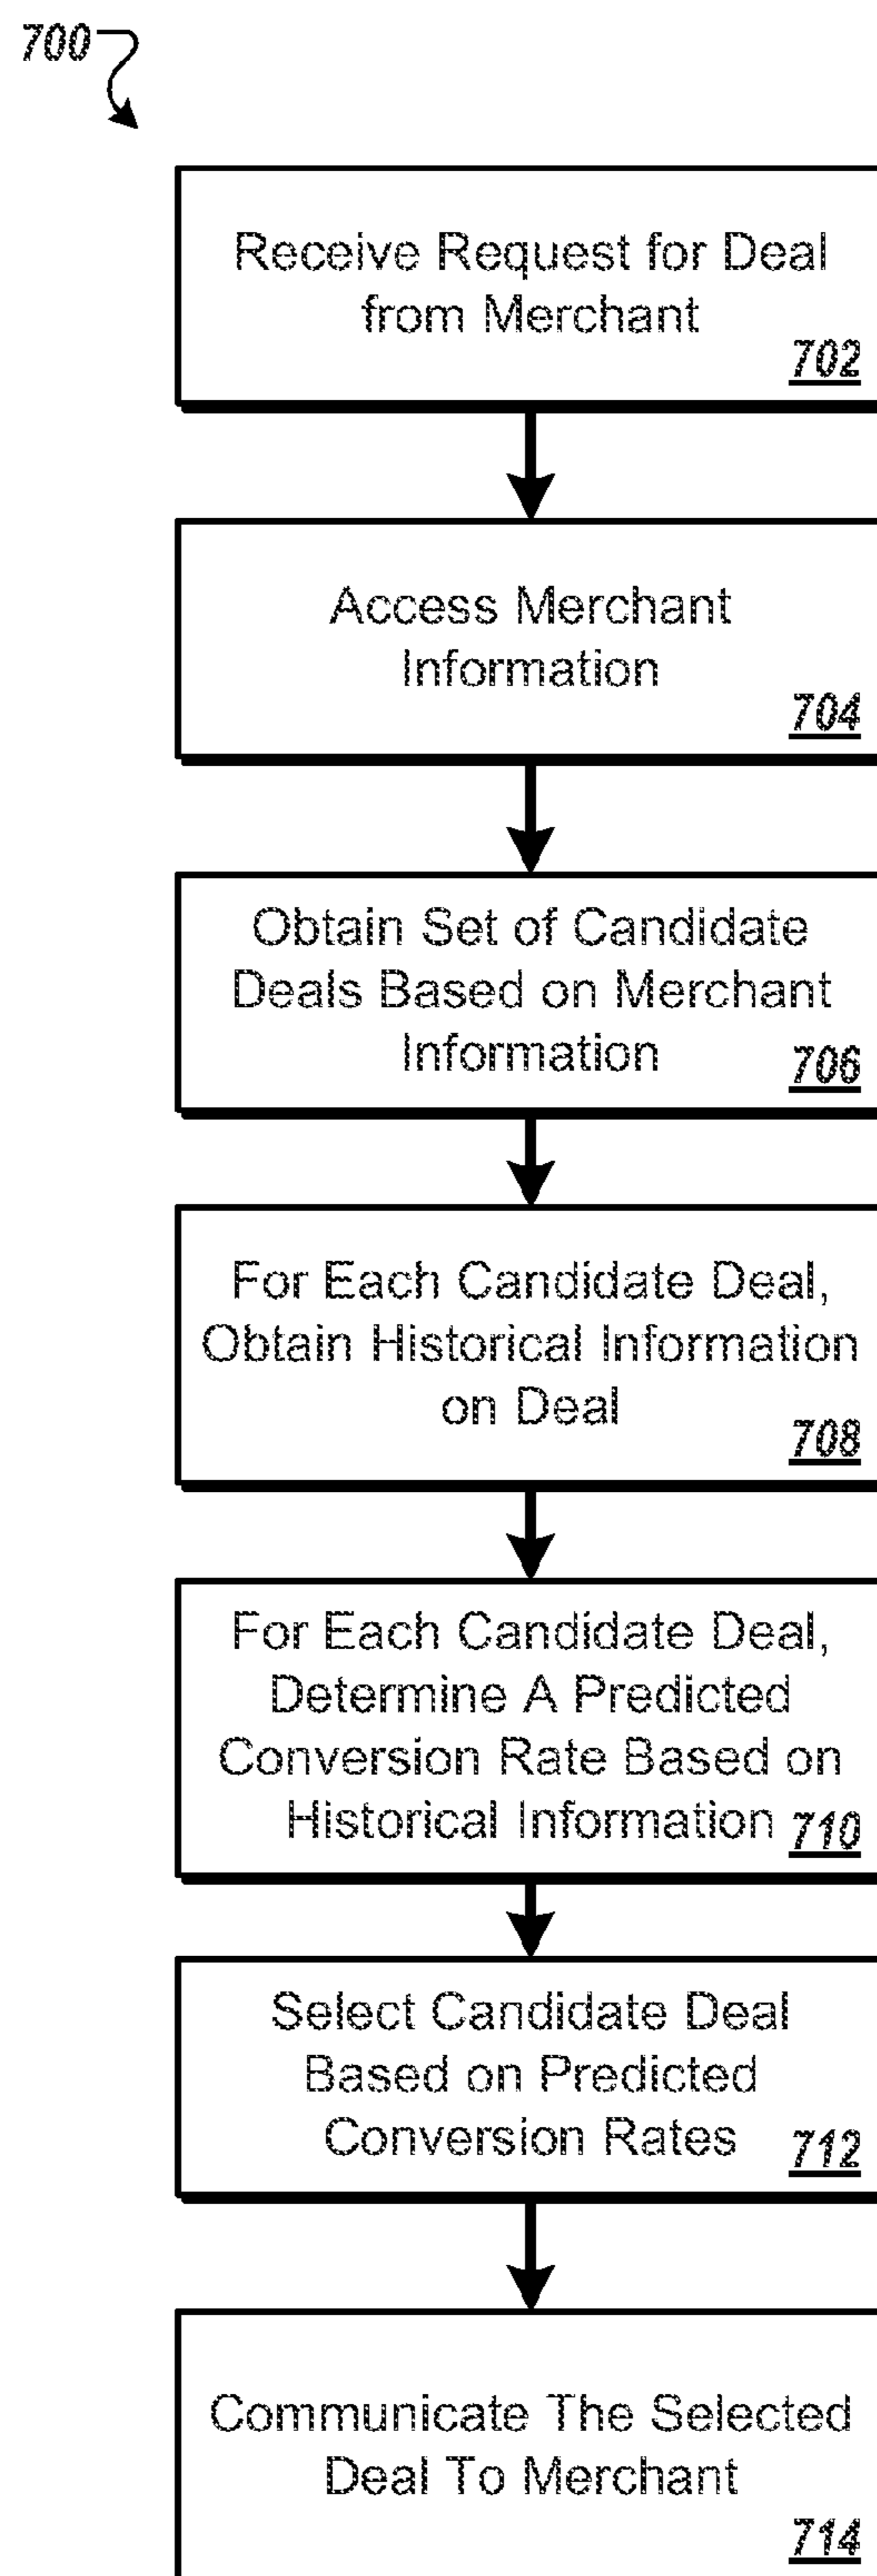 700
Receive Request for Deal
from Merchant
702
Access Merchant
Information
704
Obtain Set of Candidate
Deals Based on Merchant
Information
706
For Each Candidate Deal,
Obtain Historical Information
on Deal
708
For Each Candidate Deal,
Determine A Predicted
Conversion Rate Based on
Historical Information 710
Select Candidate Deal
Based on Predicted
Conversion Rates
712
Communicate The Selected
Deal To Merchant
714